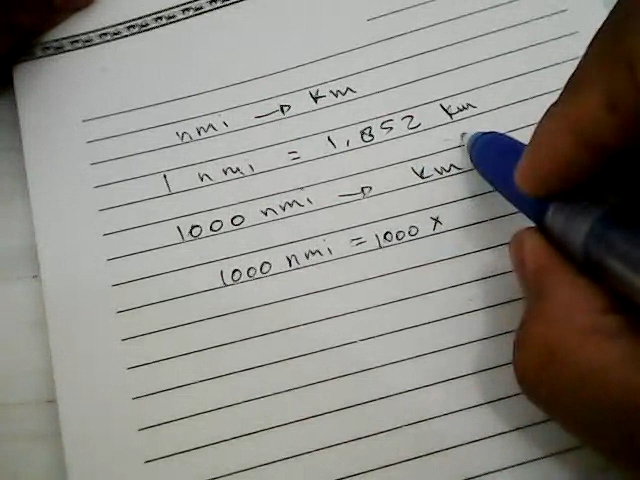 nmi → km
1 nmi = 1,852 km
1000 nmi → km
1000 nmi = 1000 x